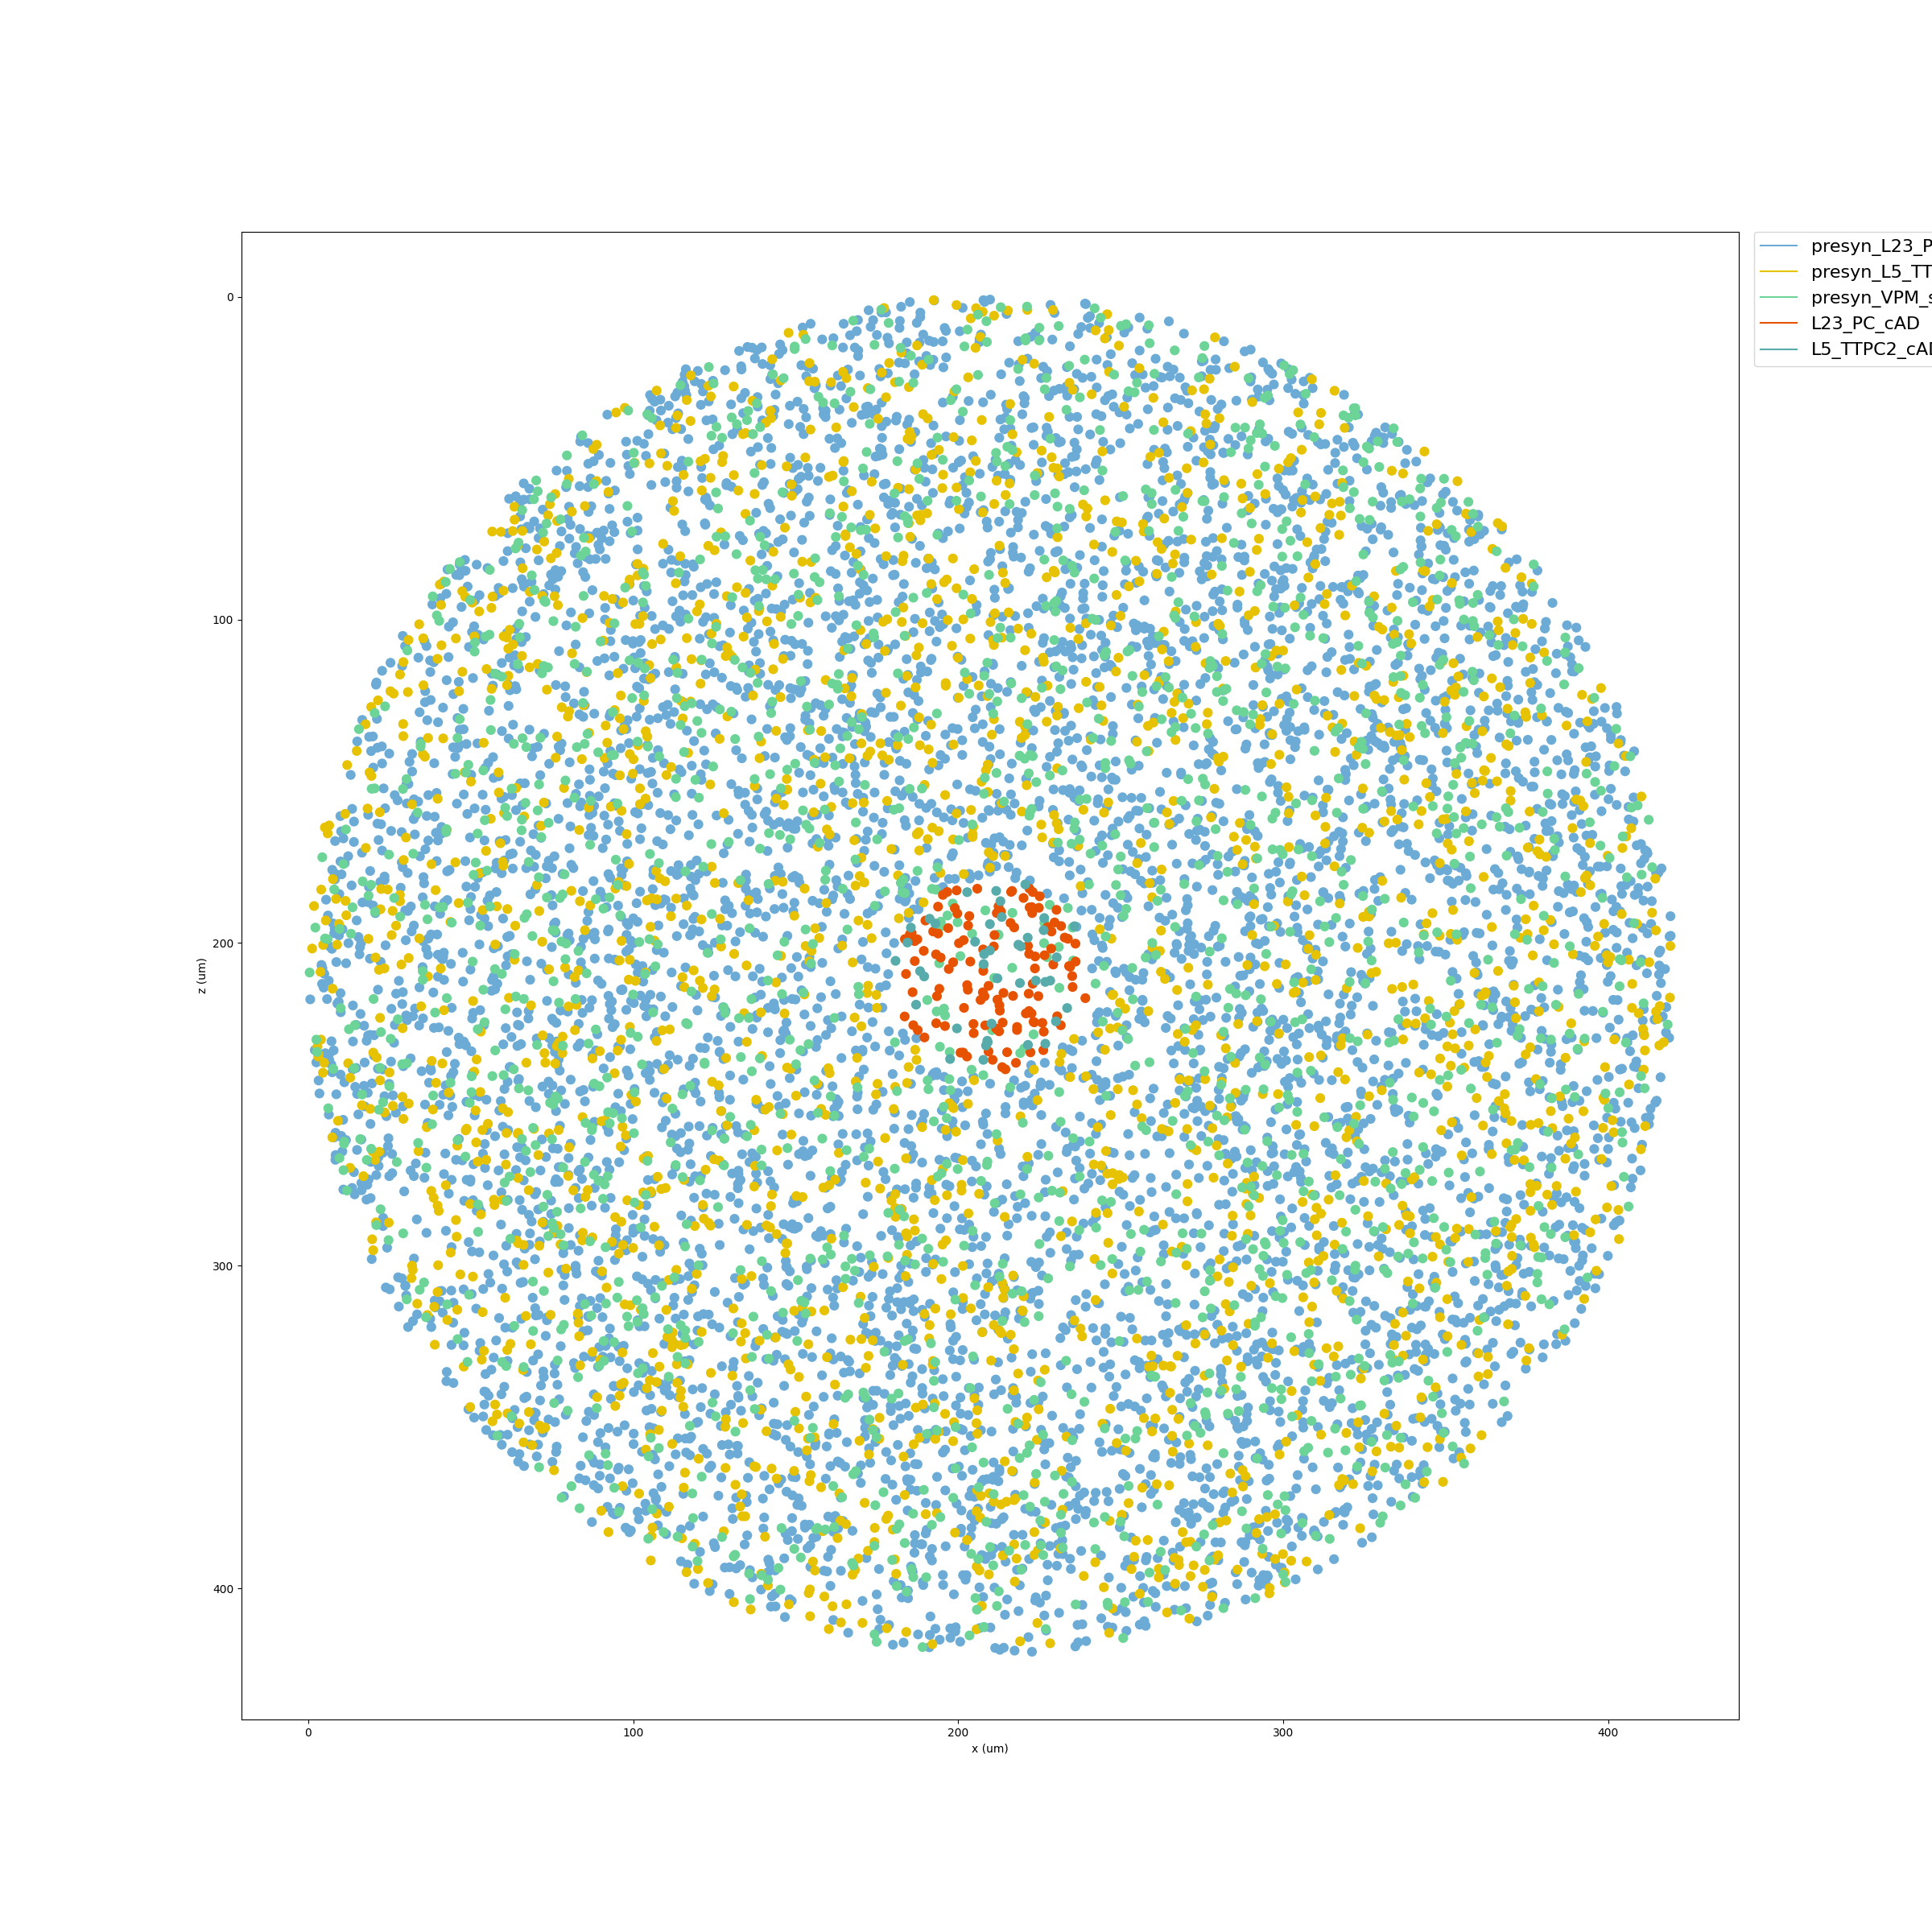 presyn_L23_P
presyn_L5_TT
presyn_VPM_s
L23_PC_cAD
L5_TTPC2_cAD
0
100
200
300
400
z (um)
0
100
200
300
400
x (um)